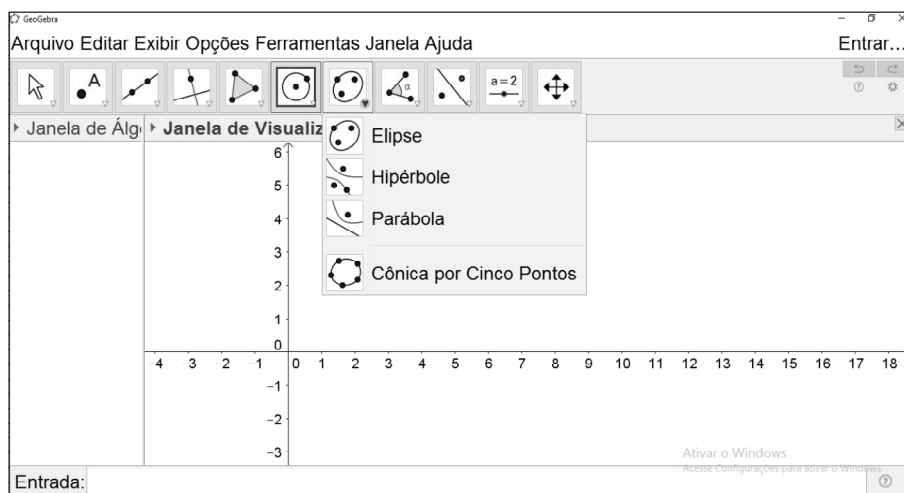 GeoGebra
Arquivo Editar Exibir Opções Ferramentas Janela Ajuda
Entrar...
A
α
a=2
Janela de Álg
Janela de Visualiz
Elipse
Hipérbole
Parábola
Cônica por Cinco Pontos
6
5
4
3
2
1
0
4 3 2 1 0 1 2 3 4 5 6 7 8 9 10 11 12 13 14 15 16 17 18
−1
−2
−3
Ativar o Windows
Acesse Configurações para ativar o Windows.
Entrada: